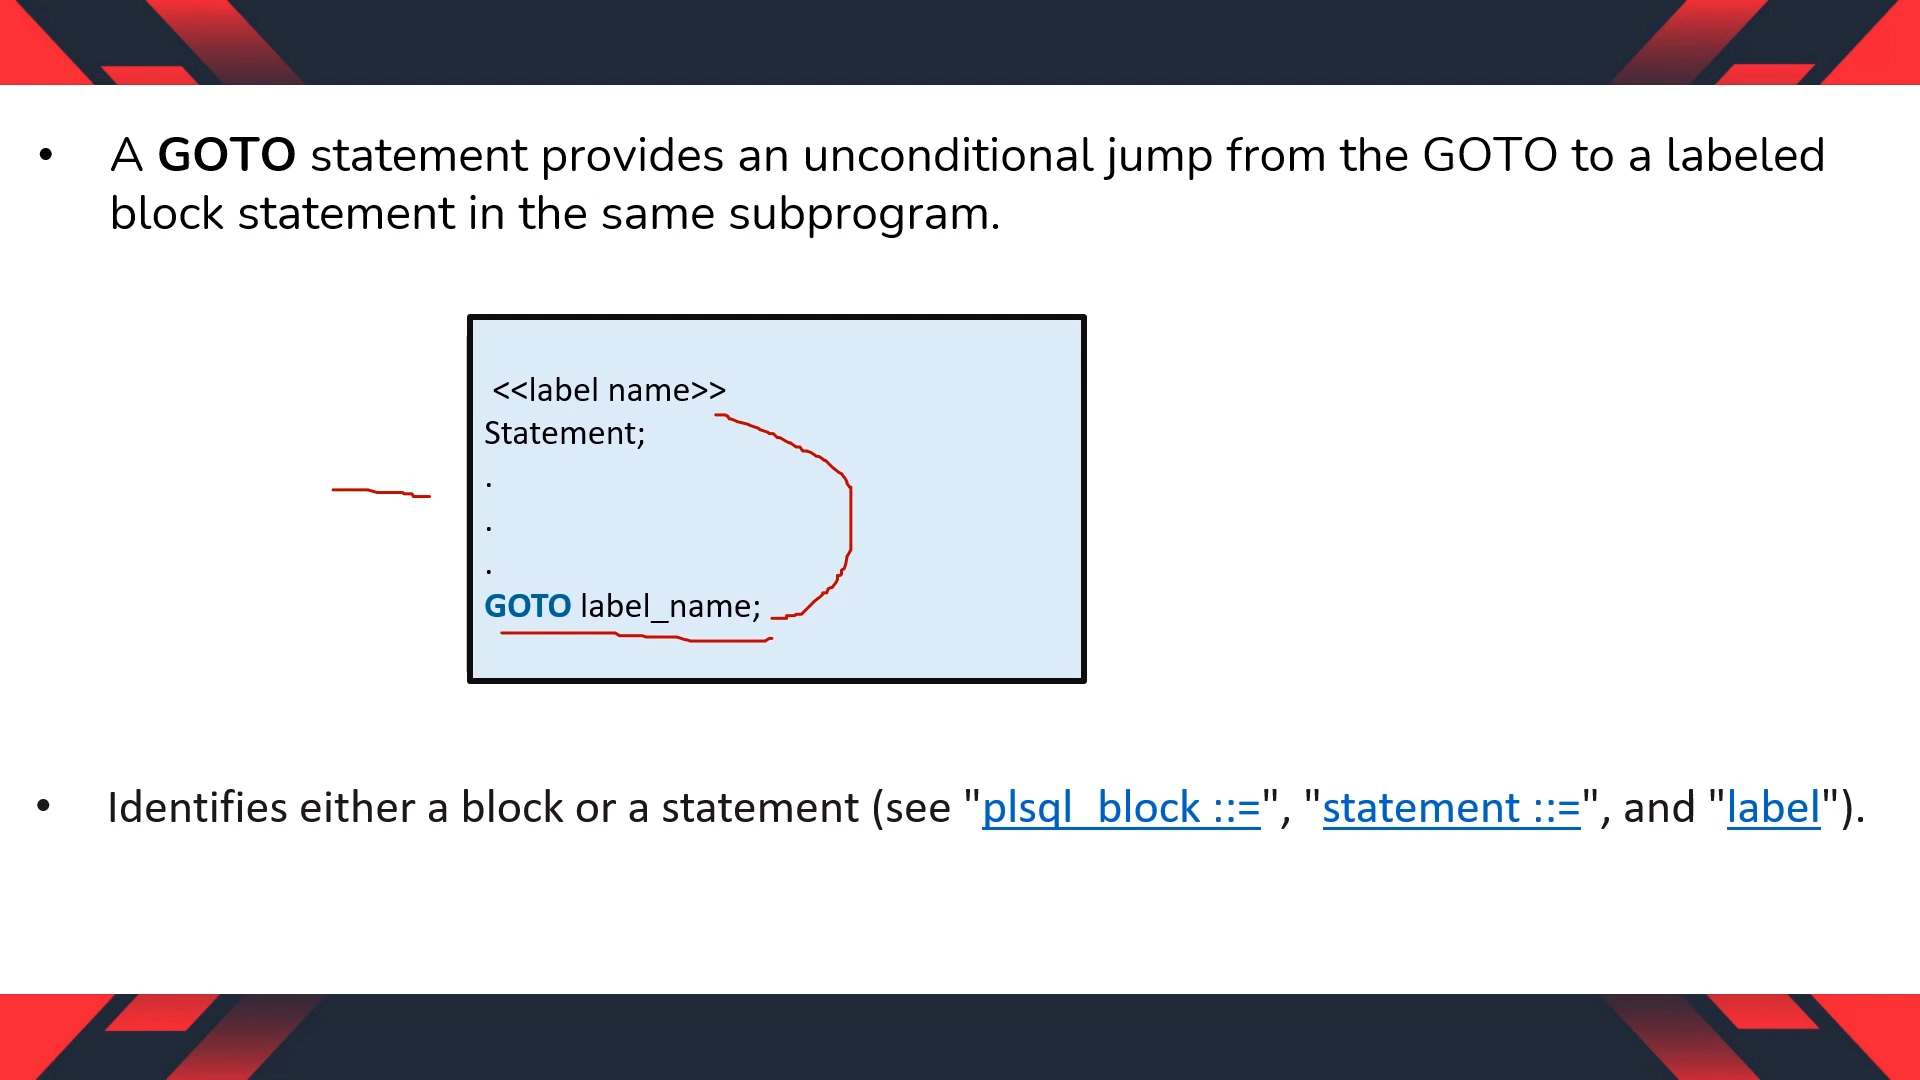 • A GOTO statement provides an unconditional jump from the GOTO to a labeled
block statement in the same subprogram.
<<label name>>
Statement;
.
.
.
GOTO label_name;
• Identifies either a block or a statement (see "plsql_block ::=", "statement ::=", and "label").